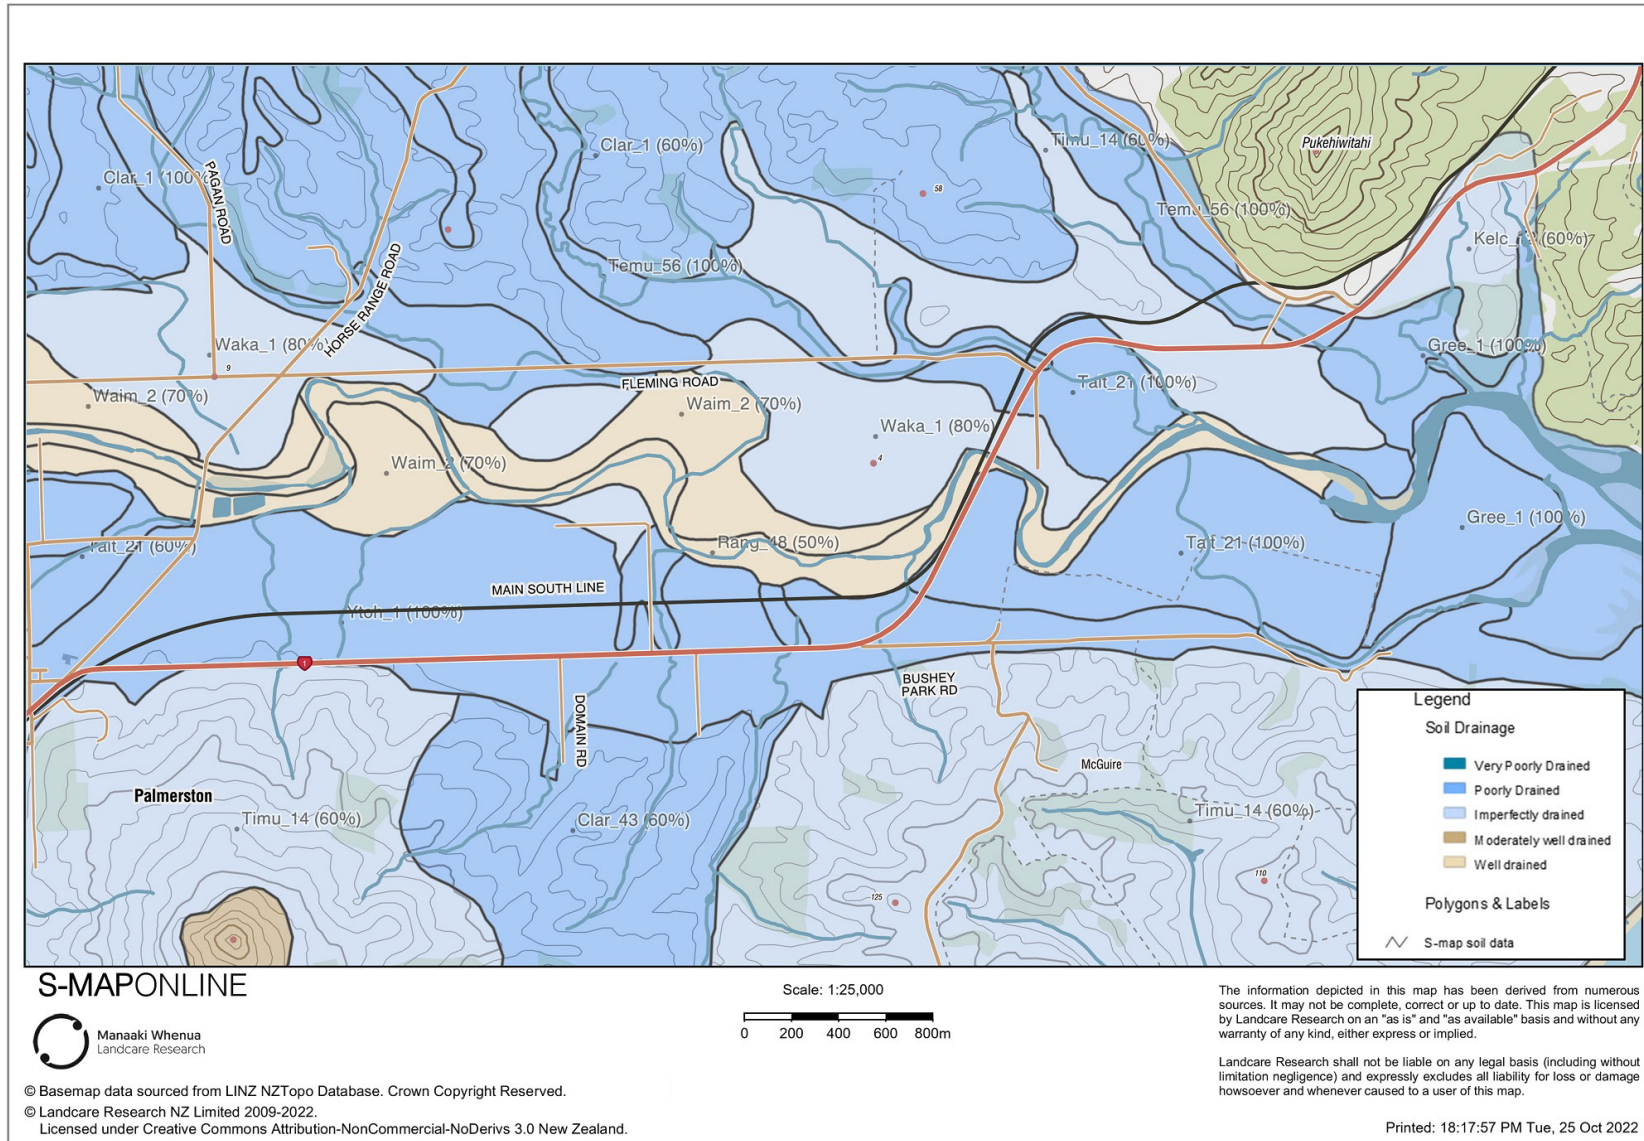 Pukehiwitahi
Clar_1 (60%)
Timu_14 (60%)
Clar_1 (100%)
PAGAN ROAD
58
Temu_56 (100%)
Kelc_ (60%)
HORSE RANGE ROAD
Temu_56 (100%)
Waka_1 (80%)
9
Gree_1 (100%)
FLEMING ROAD
Tait_21 (100%)
Waim_2 (70%)
Waim_2 (70%)
Waka_1 (80%)
4
Waim_2 (70%)
Gree_1 (100%)
Tait_21 (60%)
Rang_48 (50%)
Tait_21 (100%)
MAIN SOUTH LINE
Ytoh_1 (100%)
1
BUSHEY
PARK RD
DOMAIN RD
McGuire
Palmerston
Timu_14 (60%)
Clar_43 (60%)
Timu_14 (60%)
125
110
Legend
Soil Drainage
Very Poorly Drained
Poorly Drained
Imperfectly drained
Moderately well drained
Well drained
Polygons & Labels
S-map soil data
S-MAPONLINE
Manaaki Whenua
Landcare Research
Scale: 1:25,000
0 200 400 600 800m
The information depicted in this map has been derived from numerous
sources. It may not be complete, correct or up to date. This map is licensed
by Landcare Research on an "as is" and "as available" basis and without any
warranty of any kind, either express or implied.
Landcare Research shall not be liable on any legal basis (including without
limitation negligence) and expressly excludes all liability for loss or damage
howsoever and whenever caused to a user of this map.
© Basemap data sourced from LINZ NZTopo Database. Crown Copyright Reserved.
© Landcare Research NZ Limited 2009-2022.
Licensed under Creative Commons Attribution-NonCommercial-NoDerivs 3.0 New Zealand.
Printed: 18:17:57 PM Tue, 25 Oct 2022